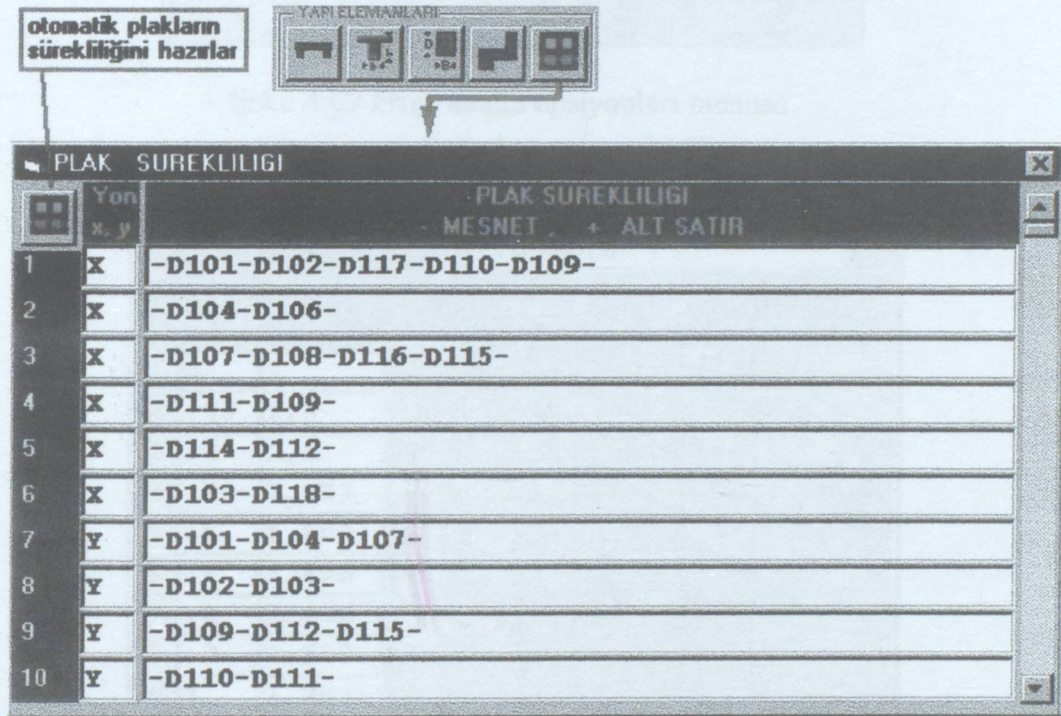 otomatik plakların
sürekliliğini hazırlar
YAPI ELEMANLARI
PLAK SUREKLILIGI
Yon
x, y
PLAK SUREKLILIGI
- MESNET , + ALT SATIR
1 X -D101-D102-D117-D110-D109-
2 X -D104-D106-
3 X -D107-D108-D116-D115-
4 X -D111-D109-
5 X -D114-D112-
6 X -D103-D118-
7 Y -D101-D104-D107-
8 Y -D102-D103-
9 Y -D109-D112-D115-
10 Y -D110-D111-